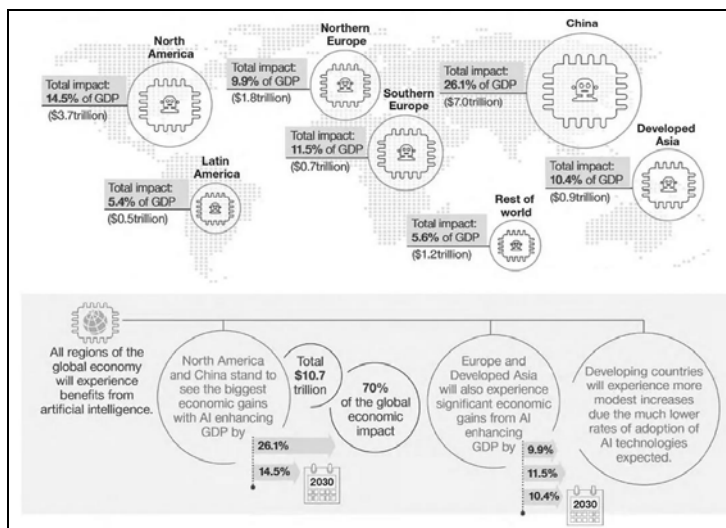 North
America
Total impact:
14.5% of GDP
($3.7trillion)
Northern
Europe
Total impact:
9.9% of GDP
($1.8trillion)
China
Total impact:
26.1% of GDP
($7.0trillion)
Southern
Europe
Total impact:
11.5% of GDP
($0.7trillion)
Developed
Asia
Total impact:
10.4% of GDP
($0.9trillion)
Latin
America
Total impact:
5.4% of GDP
($0.5trillion)
Rest of
world
Total impact:
5.6% of GDP
($1.2trillion)
All regions of the
global economy
will experience
benefits from
artificial intelligence.
North America
and China stand to
see the biggest
economic gains
with AI enhancing
GDP by
26.1%
14.5%
2030
Total
$10.7
trillion
70%
of the global
economic
impact
Europe and
Developed Asia
will also experience
significant economic
gains from AI
enhancing
GDP by
9.9%
11.5%
10.4%
2030
Developing countries
will experience more
modest increases
due the much lower
rates of adoption of
AI technologies
expected.